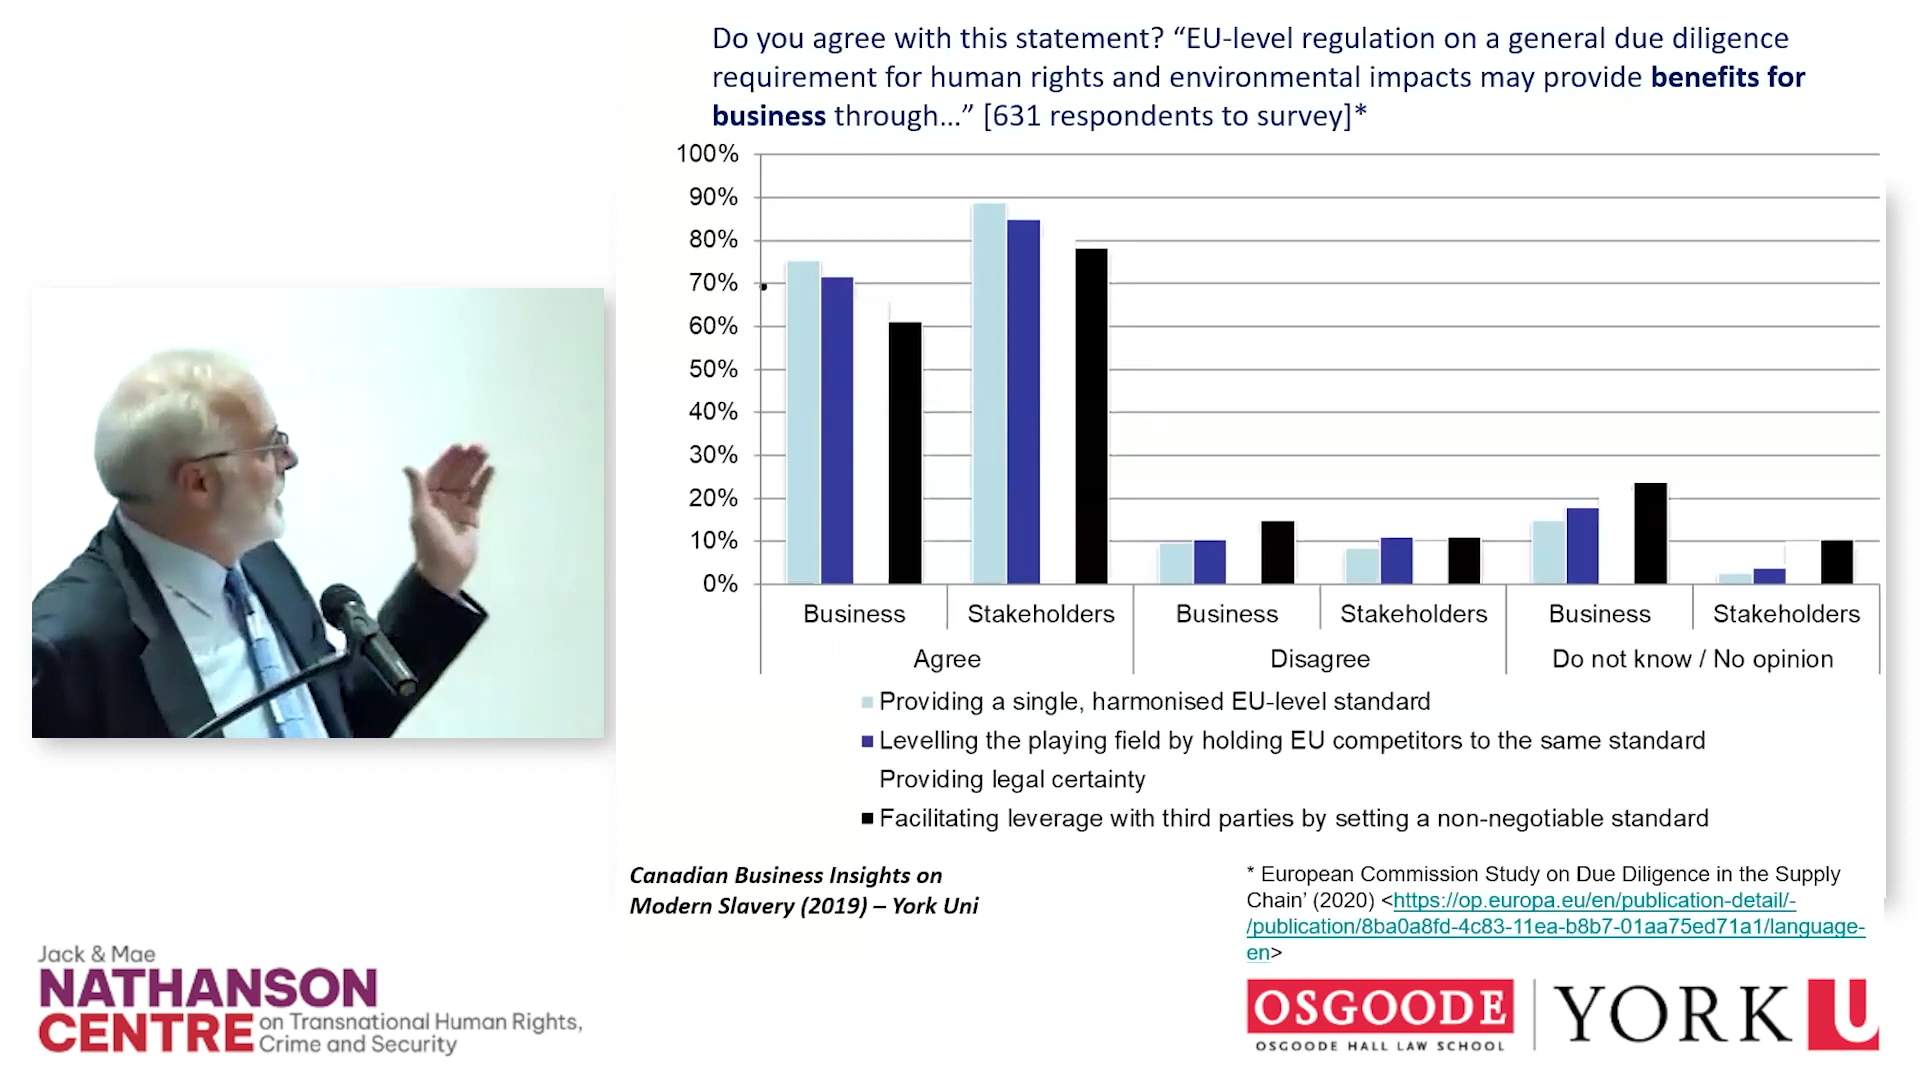 Do you agree with this statement? “EU-level regulation on a general due diligence
requirement for human rights and environmental impacts may provide benefits for
business through…” [631 respondents to survey]*
100%
90%
80%
70%
60%
50%
40%
30%
20%
10%
0%
Business Stakeholders Business Stakeholders Business Stakeholders
Agree Disagree Do not know / No opinion
Providing a single, harmonised EU-level standard
Levelling the playing field by holding EU competitors to the same standard
Providing legal certainty
Facilitating leverage with third parties by setting a non-negotiable standard
Canadian Business Insights on
Modern Slavery (2019) – York Uni
* European Commission Study on Due Diligence in the Supply
Chain’ (2020) <https://op.europa.eu/en/publication-detail/-
/publication/8ba0a8fd-4c83-11ea-b8b7-01aa75ed71a1/language-
en>
Jack & Mae
NATHANSON
CENTRE on Transnational Human Rights,
Crime and Security
OSGOODE
OSGOODE HALL LAW SCHOOL
YORK U